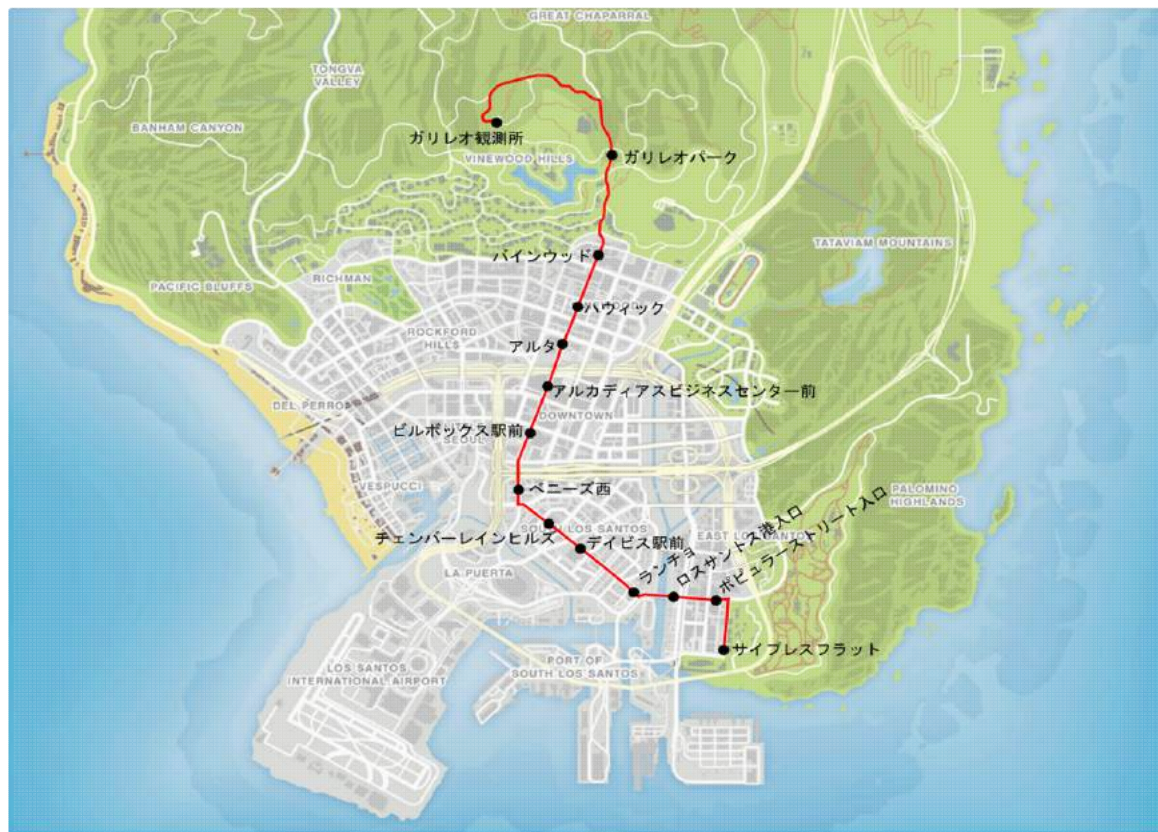 GREAT CHAPARRAL
TONGVA
VALLEY
BANHAM CANYON
ガリレオ観測所
VINEWOOD HILLS
ガリレオパーク
TATAVIAM MOUNTAINS
バインウッド
RICHMAN
PACIFIC BLUFFS
ハウィック
ROCKFORD
HILLS
アルタ
アルカディアスビジネスセンター前
DEL PERRO
DOWNTOWN
ビルボックス駅前
SEOUL
VESPUCCI
ベニーズ西
PALOMINO
HIGHLANDS
チェンバーレインヒルズ
SOUTH LOS SANTOS
デイビス駅前
EAST LOS SANTOS
ランチョ
ロスサントス港入口
ポピュラーストリート入口
LA PUERTA
サイプレスフラット
LOS SANTOS
INTERNATIONAL AIRPORT
PORT OF
SOUTH LOS SANTOS